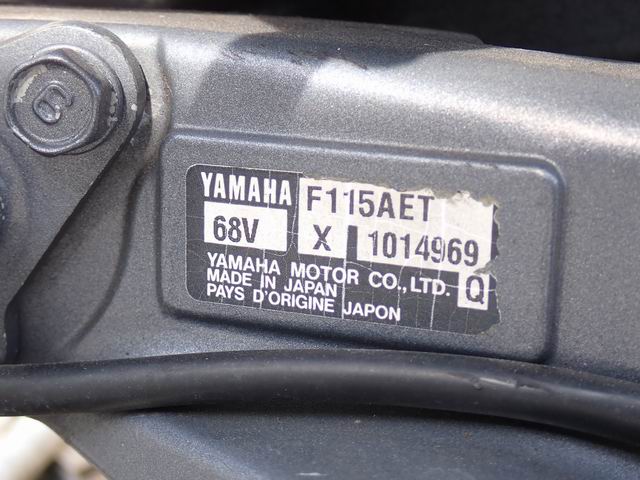 YAMAHA F115AET
68V X 1014969
YAMAHA MOTOR CO.,LTD. Q
MADE IN JAPAN
PAYS D'ORIGINE JAPON